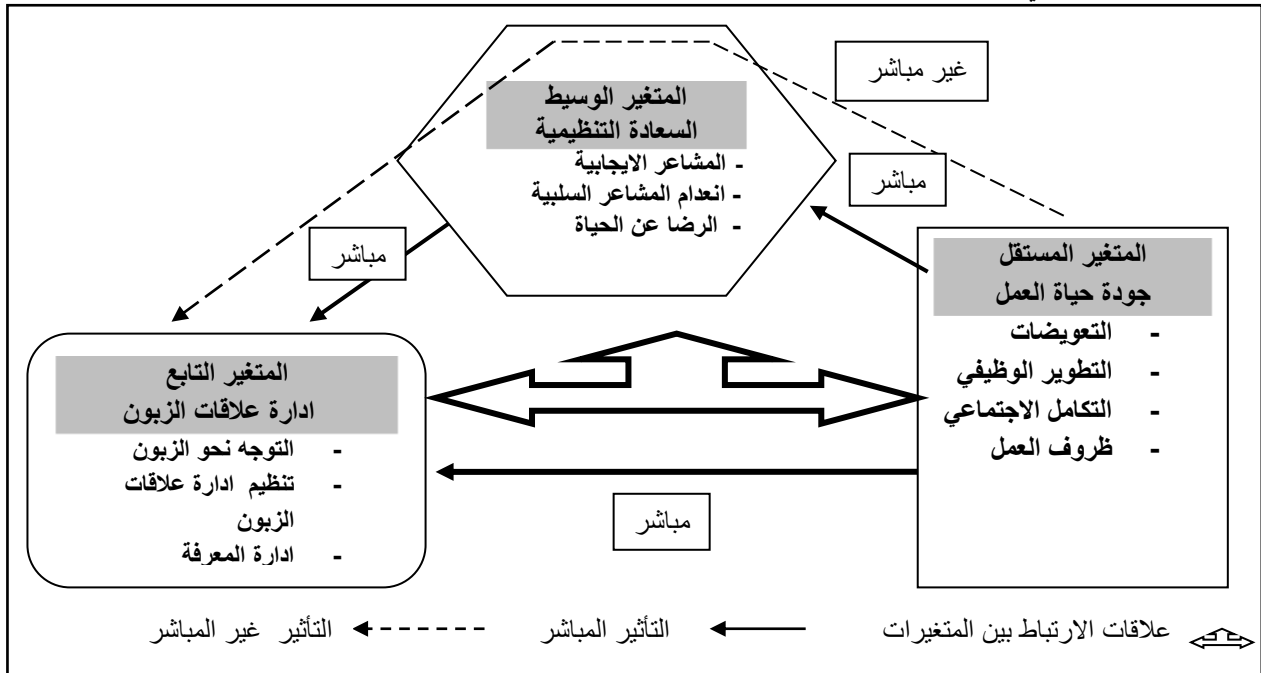 غير مباشر
المتغير الوسيط
السعادة التنظيمية
- المشاعر الايجابية
- انعدام المشاعر السلبية
- الرضا عن الحياة
مباشر
مباشر
المتغير المستقل
جودة حياة العمل
- التعويضات
- التطوير الوظيفي
- التكامل الاجتماعي
- ظروف العمل
المتغير التابع
ادارة علاقات الزبون
- التوجه نحو الزبون
- تنظيم ادارة علاقات
الزبون
- ادارة المعرفة
مباشر
علاقات الارتباط بين المتغيرات التأثير المباشر التأثير غير المباشر